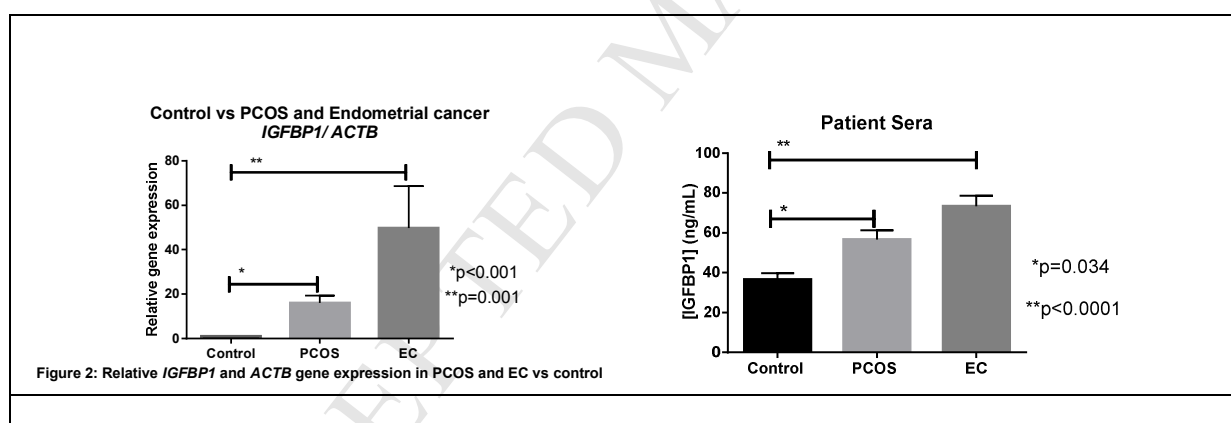 Control vs PCOS and Endometrial cancer
IGFBP1/ ACTB
Relative gene expression
80
60
40
20
0
**
*
*p<0.001
**p=0.001
Control PCOS EC
Figure 2: Relative IGFBP1 and ACTB gene expression in PCOS and EC vs control
Patient Sera
[IGFBP1] (ng/mL)
100
80
60
40
20
0
**
*
*p=0.034
**p<0.0001
Control PCOS EC
EPTED MA